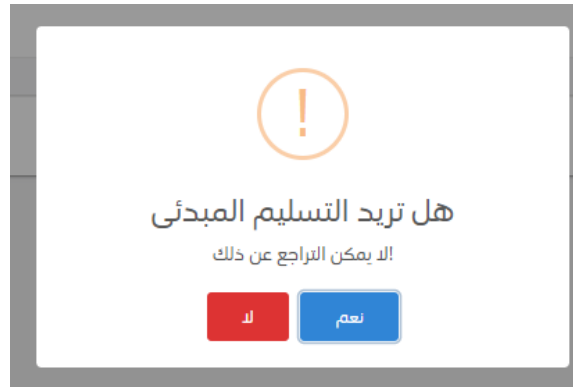 !
هل تريد التسليم المبدئى
!لا يمكن التراجع عن ذلك
نعم
لا